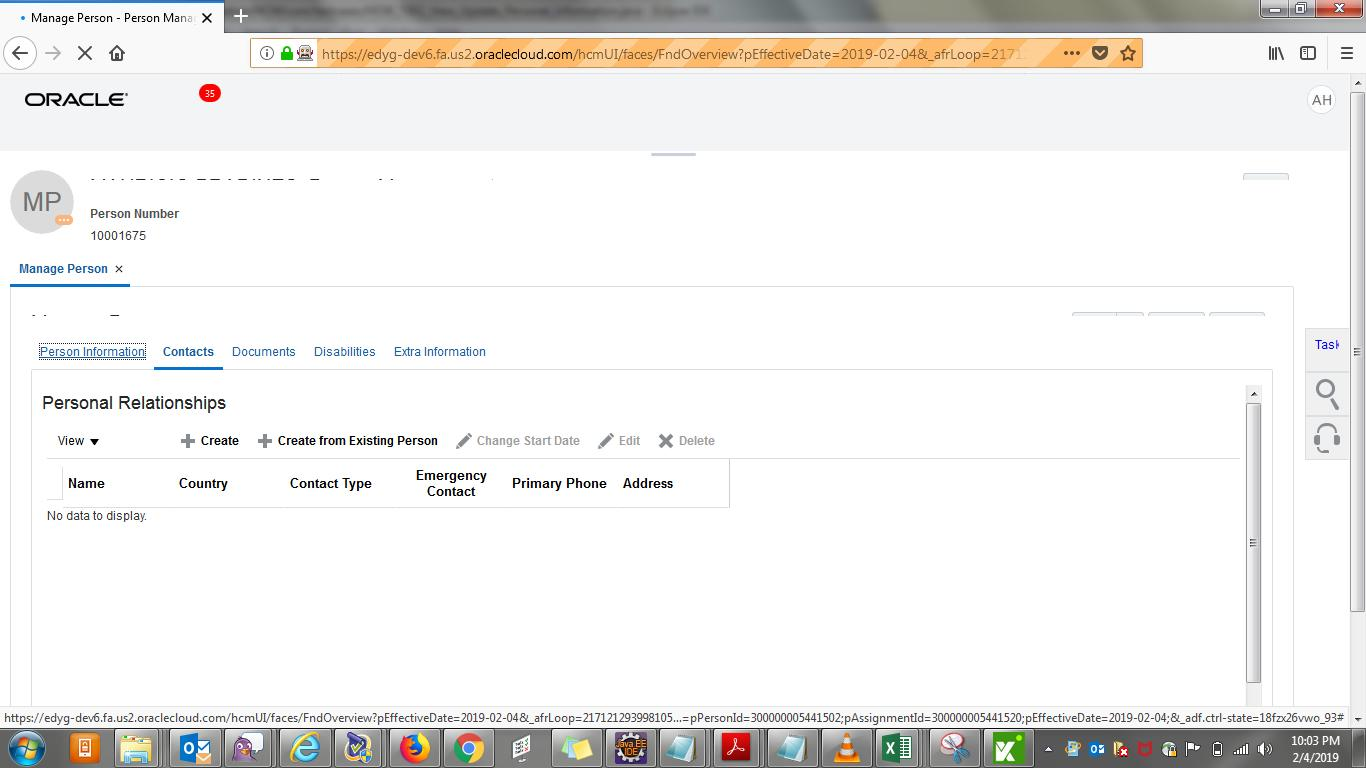 Manage Person - Person Mana
https://edyg-dev6.fa.us2.oraclecloud.com/hcmUI/faces/FndOverview?pEffectiveDate=2019-02-04&_afrLoop=2171
ORACLE
35
AH
MP
Person Number
10001675
Manage Person
Person Information Contacts Documents Disabilities Extra Information
Task
Personal Relationships
View Create Create from Existing Person Change Start Date Edit Delete
Name Country Contact Type Emergency Contact Primary Phone Address
No data to display.
https://edyg-dev6.fa.us2.oraclecloud.com/hcmUI/faces/FndOverview?pEffectiveDate=2019-02-04&_afrLoop=217121293998105...=pPersonId=300000005441502;pAssignmentId=300000005441520;pEffectiveDate=2019-02-04;&_adf.ctrl-state=18fzx26vwo_93#
Java EE
IDE
10:03 PM
2/4/2019